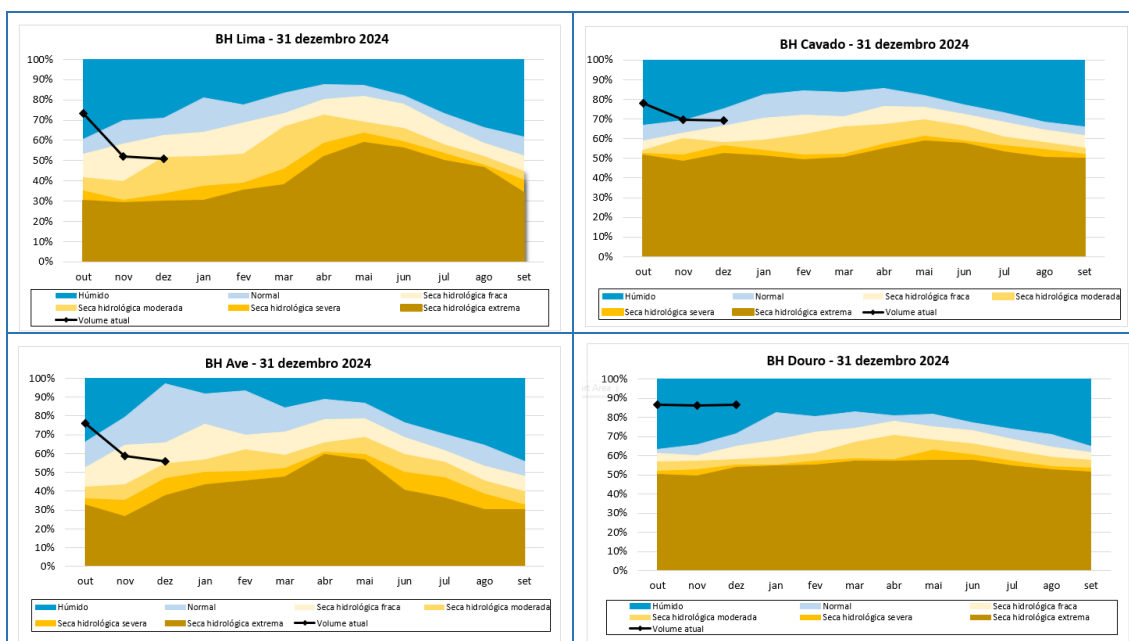 BH Lima - 31 dezembro 2024
100%
90%
80%
70%
60%
50%
40%
30%
20%
10%
0%
out nov dez jan fev mar abr mai jun jul ago set
Húmido Normal Seca hidrológica fraca
Seca hidrológica moderada Seca hidrológica severa Seca hidrológica extrema
Volume atual
BH Cavado - 31 dezembro 2024
100%
90%
80%
70%
60%
50%
40%
30%
20%
10%
0%
out nov dez jan fev mar abr mai jun jul ago set
Húmido Normal Seca hidrológica fraca Seca hidrológica moderada
Seca hidrológica severa Seca hidrológica extrema Volume atual
BH Ave - 31 dezembro 2024
100%
90%
80%
70%
60%
50%
40%
30%
20%
10%
0%
out nov dez jan fev mar abr mai jun jul ago set
Húmido Normal Seca hidrológica fraca Seca hidrológica moderada
Seca hidrológica severa Seca hidrológica extrema Volume atual
BH Douro - 31 dezembro 2024
100%
90%
80%
70%
60%
50%
40%
30%
20%
10%
0%
out nov dez jan fev mar abr mai jun jul ago set
Húmido Normal Seca hidrológica fraca
Seca hidrológica moderada Seca hidrológica severa Seca hidrológica extrema
Volume atual